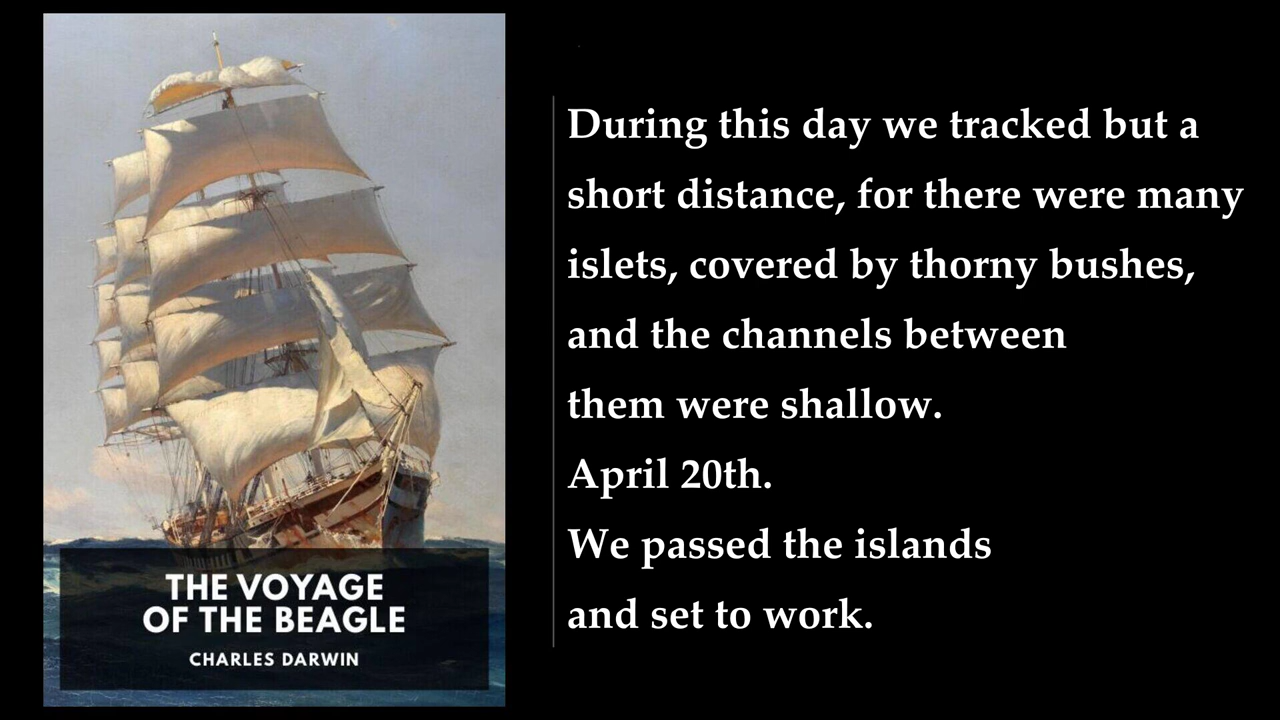 THE VOYAGE
OF THE BEAGLE
CHARLES DARWIN
During this day we tracked but a
short distance, for there were many
islets, covered by thorny bushes,
and the channels between
them were shallow.
April 20th.
We passed the islands
and set to work.